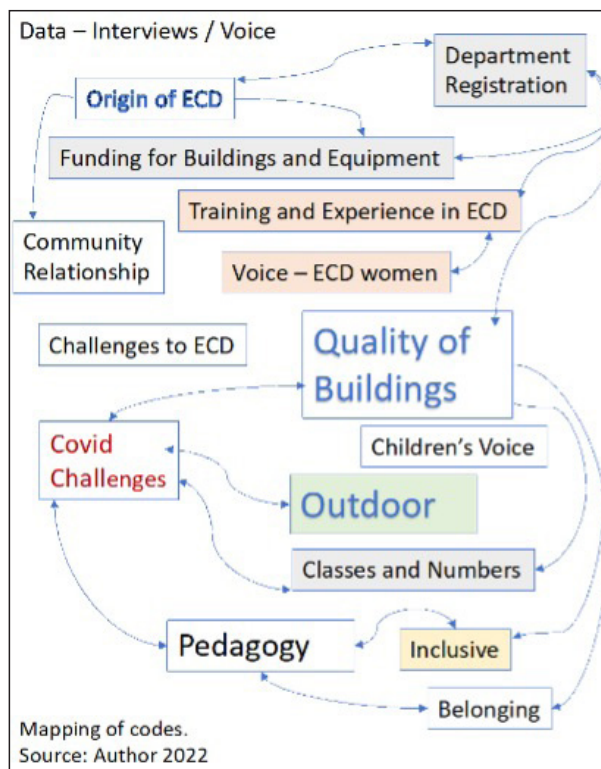 Data – Interviews / Voice
Department
Registration
Origin of ECD
Funding for Buildings and Equipment
Training and Experience in ECD
Community
Relationship
Voice – ECD women
Challenges to ECD
Quality of
Buildings
Covid
Challenges
Children's Voice
Outdoor
Classes and Numbers
Pedagogy
Inclusive
Belonging
Mapping of codes.
Source: Author 2022